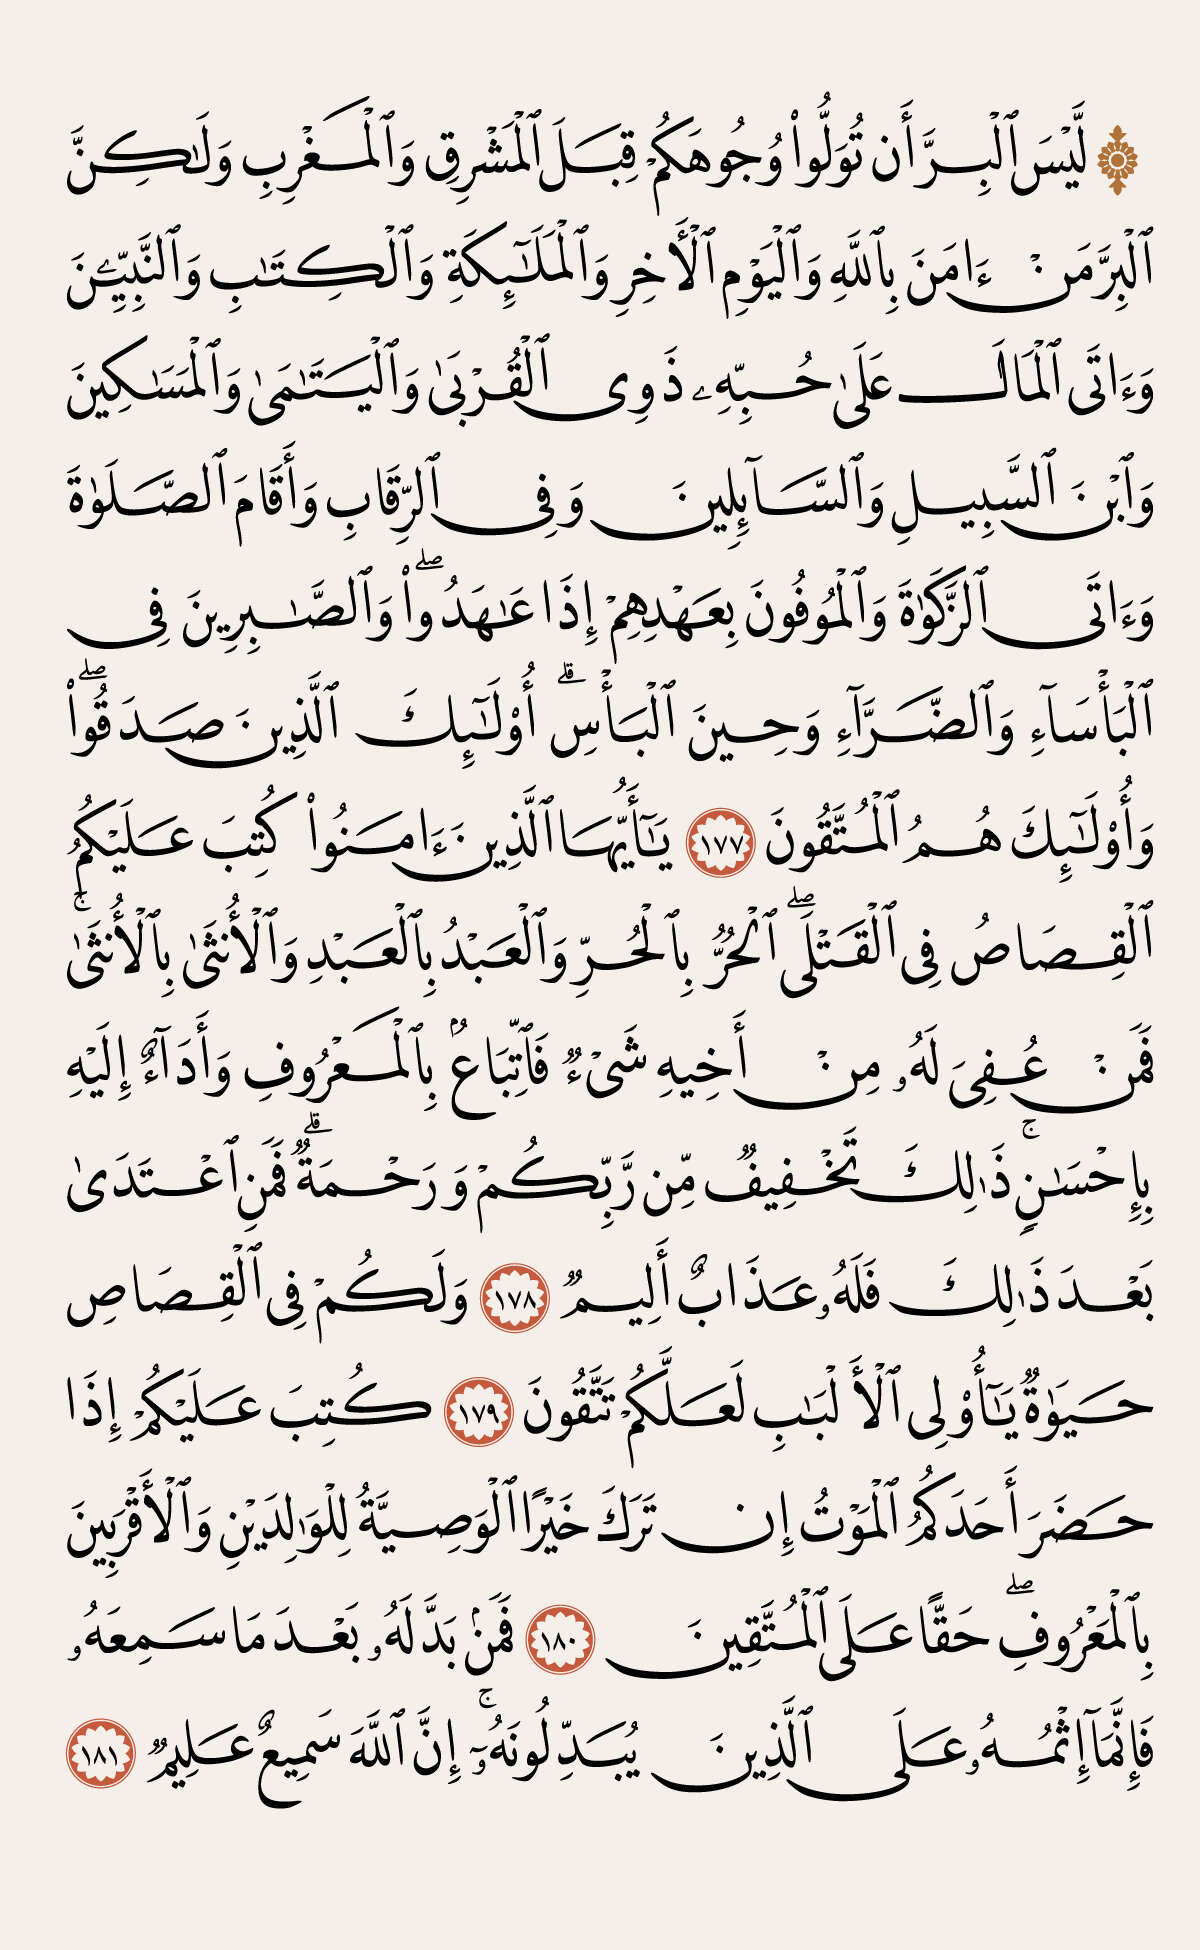 ۞ لَّيْسَ ٱلْبِرَّ أَن تُوَلُّوا۟ وُجُوهَكُمْ قِبَلَ ٱلْمَشْرِقِ وَٱلْمَغْرِبِ وَلَـٰكِنَّ
ٱلْبِرَّ مَنْ ءَامَنَ بِٱللَّهِ وَٱلْيَوْمِ ٱلْـَٔاخِرِ وَٱلْمَلَـٰٓئِكَةِ وَٱلْكِتَـٰبِ وَٱلنَّبِيِّـۧنَ
وَءَاتَى ٱلْمَالَ عَلَىٰ حُبِّهِۦ ذَوِى ٱلْقُرْبَىٰ وَٱلْيَتَـٰمَىٰ وَٱلْمَسَـٰكِينَ
وَٱبْنَ ٱلسَّبِيلِ وَٱلسَّآئِلِينَ وَفِى ٱلرِّقَابِ وَأَقَامَ ٱلصَّلَوٰةَ
وَءَاتَى ٱلزَّكَوٰةَ وَٱلْمُوفُونَ بِعَهْدِهِمْ إِذَا عَـٰهَدُوا۟ ۖ وَٱلصَّـٰبِرِينَ فِى
ٱلْبَأْسَآءِ وَٱلضَّرَّآءِ وَحِينَ ٱلْبَأْسِ ۗ أُو۟لَـٰٓئِكَ ٱلَّذِينَ صَدَقُوا۟ ۖ
وَأُو۟لَـٰٓئِكَ هُمُ ٱلْمُتَّقُونَ ١٧٧ يَـٰٓأَيُّهَا ٱلَّذِينَ ءَامَنُوا۟ كُتِبَ عَلَيْكُمُ
ٱلْقِصَاصُ فِى ٱلْقَتْلَى ۖ ٱلْحُرُّ بِٱلْحُرِّ وَٱلْعَبْدُ بِٱلْعَبْدِ وَٱلْأُنثَىٰ بِٱلْأُنثَىٰ ۚ
فَمَنْ عُفِىَ لَهُۥ مِنْ أَخِيهِ شَىْءٌ فَٱتِّبَاعٌۢ بِٱلْمَعْرُوفِ وَأَدَآءٌ إِلَيْهِ
بِإِحْسَـٰنٍ ۚ ذَٰلِكَ تَخْفِيفٌ مِّن رَّبِّكُمْ وَرَحْمَةٌ ۗ فَمَنِ ٱعْتَدَىٰ
بَعْدَ ذَٰلِكَ فَلَهُۥ عَذَابٌ أَلِيمٌ ١٧٨ وَلَكُمْ فِى ٱلْقِصَاصِ
حَيَوٰةٌ يَـٰٓأُو۟لِى ٱلْأَلْبَـٰبِ لَعَلَّكُمْ تَتَّقُونَ ١٧٩ كُتِبَ عَلَيْكُمْ إِذَا
حَضَرَ أَحَدَكُمُ ٱلْمَوْتُ إِن تَرَكَ خَيْرًا ٱلْوَصِيَّةُ لِلْوَٰلِدَيْنِ وَٱلْأَقْرَبِينَ
بِٱلْمَعْرُوفِ ۖ حَقًّا عَلَى ٱلْمُتَّقِينَ ١٨٠ فَمَنۢ بَدَّلَهُۥ بَعْدَ مَا سَمِعَهُۥ
فَإِنَّمَآ إِثْمُهُۥ عَلَى ٱلَّذِينَ يُبَدِّلُونَهُۥٓ ۚ إِنَّ ٱللَّهَ سَمِيعٌ عَلِيمٌ ١٨١